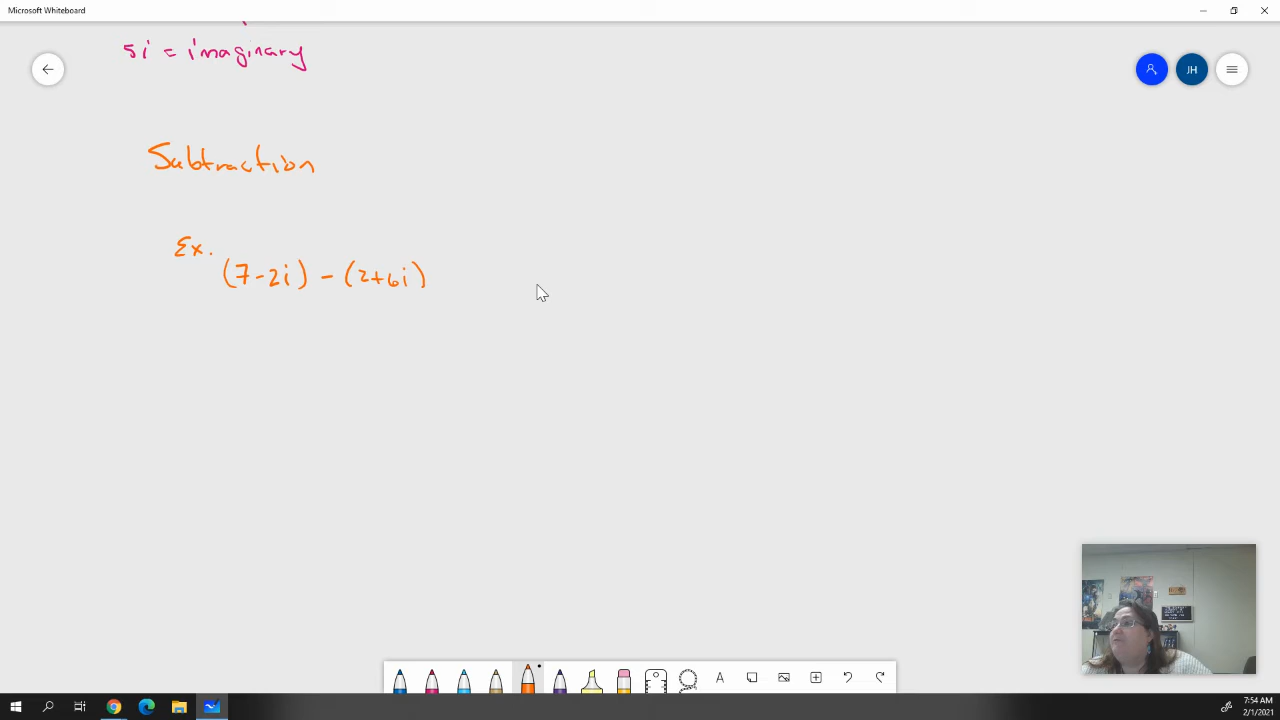 Microsoft Whiteboard
5i = imaginary
JH
Subtraction
Ex.
(7-2i) - (2+6i)
A
7:54 AM
2/1/2021